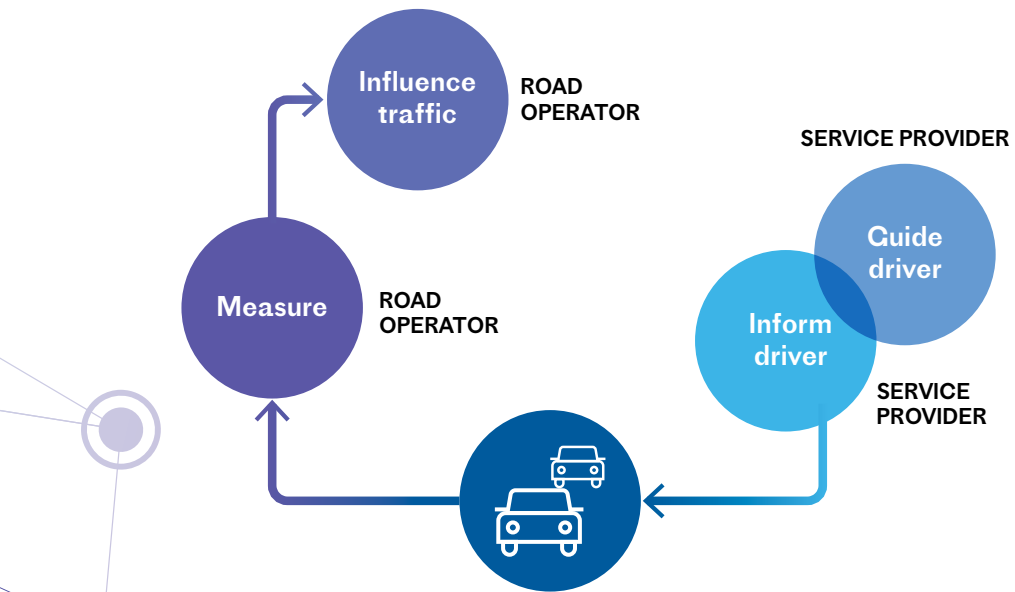 Influence
traffic
ROAD
OPERATOR
SERVICE PROVIDER
Guide
driver
Measure
ROAD
OPERATOR
Inform
driver
SERVICE
PROVIDER